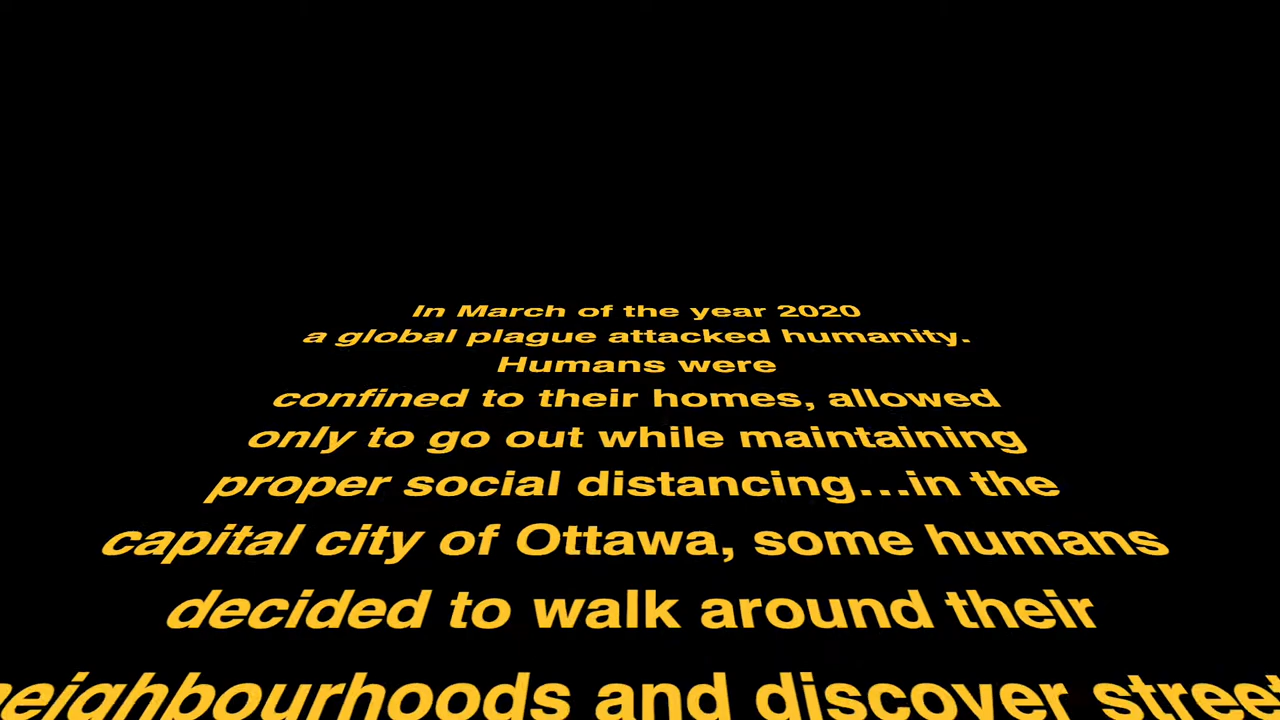 In March of the year 2020
a global plague attacked humanity.
Humans were
confined to their homes, allowed
only to go out while maintaining
proper social distancing...in the
capital city of Ottawa, some humans
decided to walk around their
neighbourhoods and discover street